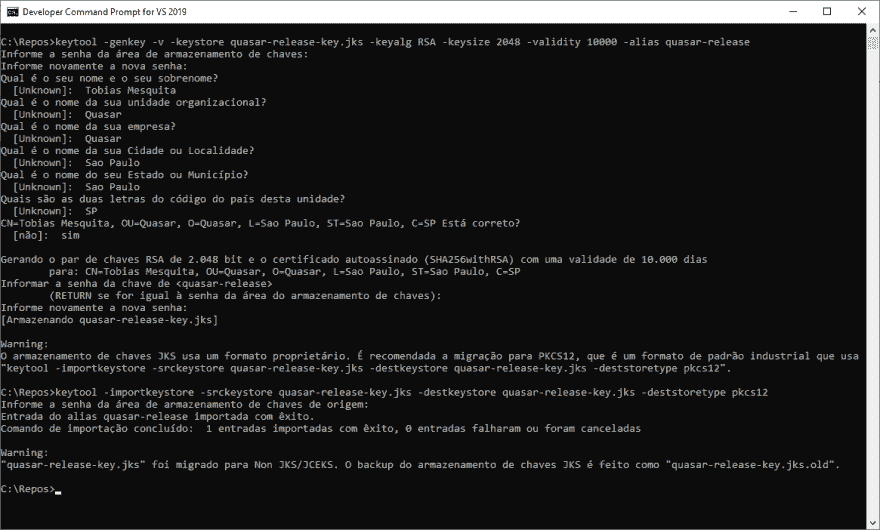 Developer Command Prompt for VS 2019
C:\Repos>keytool -genkey -v -keystore quasar-release-key.jks -keyalg RSA -keysize 2048 -validity 10000 -alias quasar-release
Informe a senha da área de armazenamento de chaves:
Informe novamente a nova senha:
Qual é o seu nome e o seu sobrenome?
  [Unknown]:  Tobias Mesquita
Qual é o nome da sua unidade organizacional?
  [Unknown]:  Quasar
Qual é o nome da sua empresa?
  [Unknown]:  Quasar
Qual é o nome da sua Cidade ou Localidade?
  [Unknown]:  Sao Paulo
Qual é o nome do seu Estado ou Município?
  [Unknown]:  Sao Paulo
Quais são as duas letras do código do país desta unidade?
  [Unknown]:  SP
CN=Tobias Mesquita, OU=Quasar, O=Quasar, L=Sao Paulo, ST=Sao Paulo, C=SP Está correto?
  [não]:  sim
Gerando o par de chaves RSA de 2.048 bit e o certificado autoassinado (SHA256withRSA) com uma validade de 10.000 dias
        para: CN=Tobias Mesquita, OU=Quasar, O=Quasar, L=Sao Paulo, ST=Sao Paulo, C=SP
Informar a senha da chave de <quasar-release>
        (RETURN se for igual à senha da área do armazenamento de chaves):
Informe novamente a nova senha:
[Armazenando quasar-release-key.jks]
Warning:
O armazenamento de chaves JKS usa um formato proprietário. É recomendada a migração para PKCS12, que é um formato de padrão industrial que usa
"keytool -importkeystore -srckeystore quasar-release-key.jks -destkeystore quasar-release-key.jks -deststoretype pkcs12".
C:\Repos>keytool -importkeystore -srckeystore quasar-release-key.jks -destkeystore quasar-release-key.jks -deststoretype pkcs12
Informe a senha da área de armazenamento de chaves de origem:
Entrada do alias quasar-release importada com êxito.
Comando de importação concluído:  1 entradas importadas com êxito, 0 entradas falharam ou foram canceladas
Warning:
"quasar-release-key.jks" foi migrado para Non JKS/JCEKS. O backup do armazenamento de chaves JKS é feito como "quasar-release-key.jks.old".
C:\Repos>